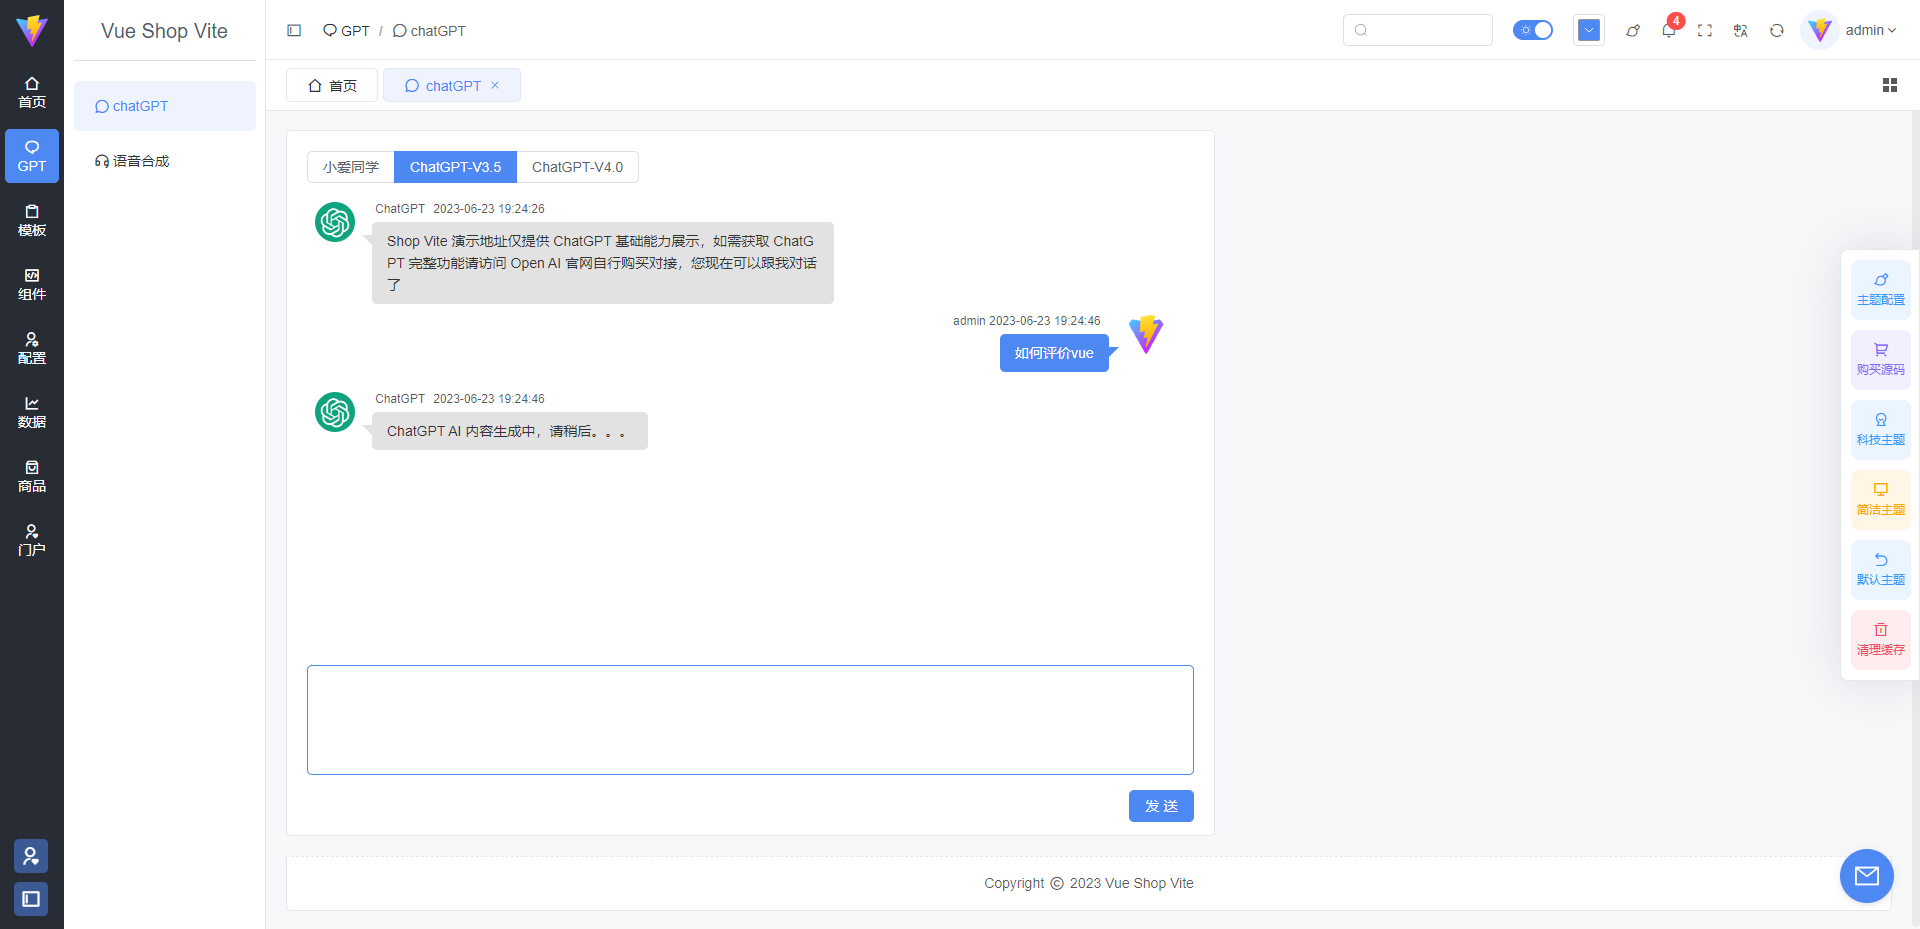 Vue Shop Vite
首页
GPT
模板
组件
配置
数据
商品
门户
chatGPT
语音合成
GPT / chatGPT
4
admin
首页
chatGPT
小爱同学 ChatGPT-V3.5 ChatGPT-V4.0
ChatGPT 2023-06-23 19:24:26
Shop Vite 演示地址仅提供 ChatGPT 基础能力展示，如需获取 ChatG
PT 完整功能请访问 Open AI 官网自行购买对接，您现在可以跟我对话
了
admin 2023-06-23 19:24:46
如何评价vue
ChatGPT 2023-06-23 19:24:46
ChatGPT AI 内容生成中，请稍后。。。
发 送
主题配置
购买源码
科技主题
简洁主题
默认主题
清理缓存
Copyright © 2023 Vue Shop Vite